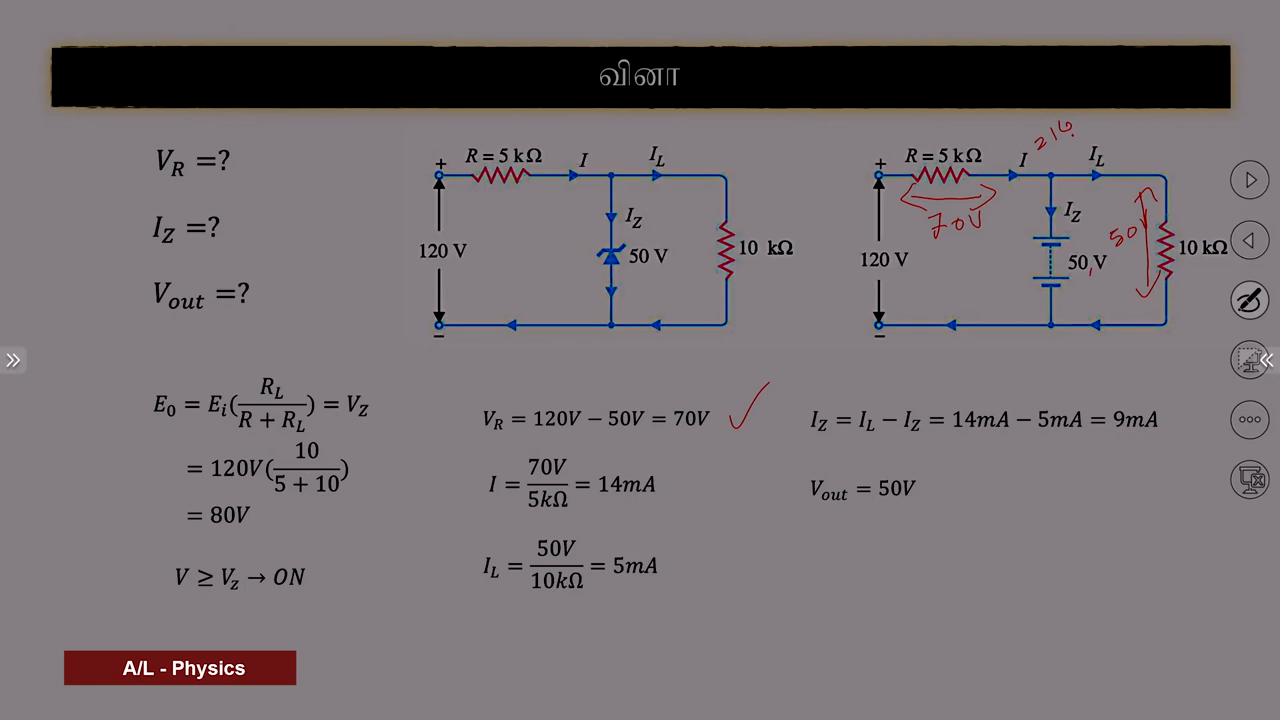 வினா
V_R =?
I_Z =?
V_out =?
+
R = 5 kΩ
I
I_L
120 V
I_Z
50 V
10 kΩ
−
+
R = 5 kΩ
I
I_L
70V
120 V
I_Z
50 V
50V
10 kΩ
−
E_0 = E_i(R_L / R + R_L) = V_Z
= 120V(10 / 5 + 10)
= 80V
V ≥ V_z → ON
V_R = 120V − 50V = 70V ✓
I = 70V / 5kΩ = 14mA
I_L = 50V / 10kΩ = 5mA
I_Z = I_L − I_Z = 14mA − 5mA = 9mA
V_out = 50V
A/L - Physics